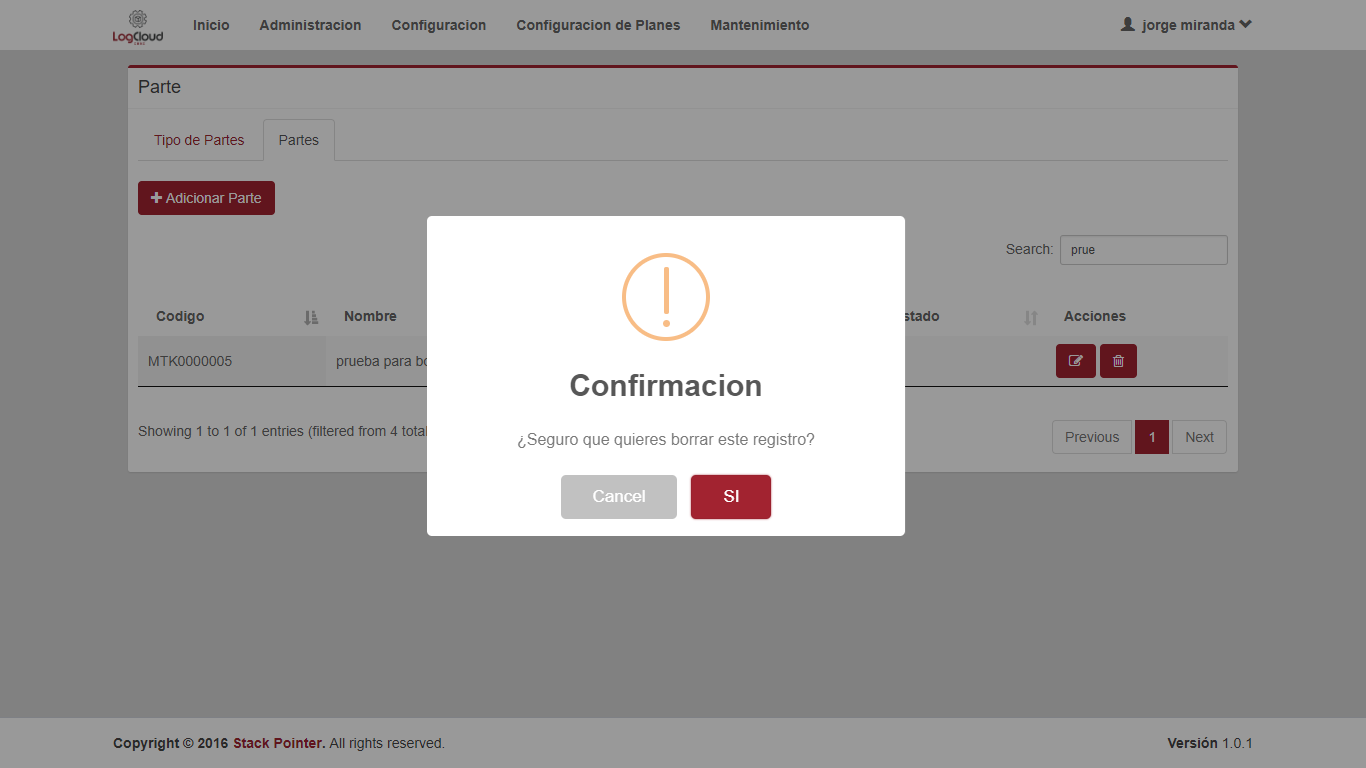 LogCloud
Inicio Administracion Configuracion Configuracion de Planes Mantenimiento jorge miranda
Parte
Tipo de Partes Partes
Adicionar Parte
Search: prue
Codigo Nombre stado Acciones
MTK0000005 prueba para bo
Showing 1 to 1 of 1 entries (filtered from 4 total
Previous 1 Next
Confirmacion
¿Seguro que quieres borrar este registro?
Cancel SI
Copyright © 2016 Stack Pointer. All rights reserved. Versión 1.0.1